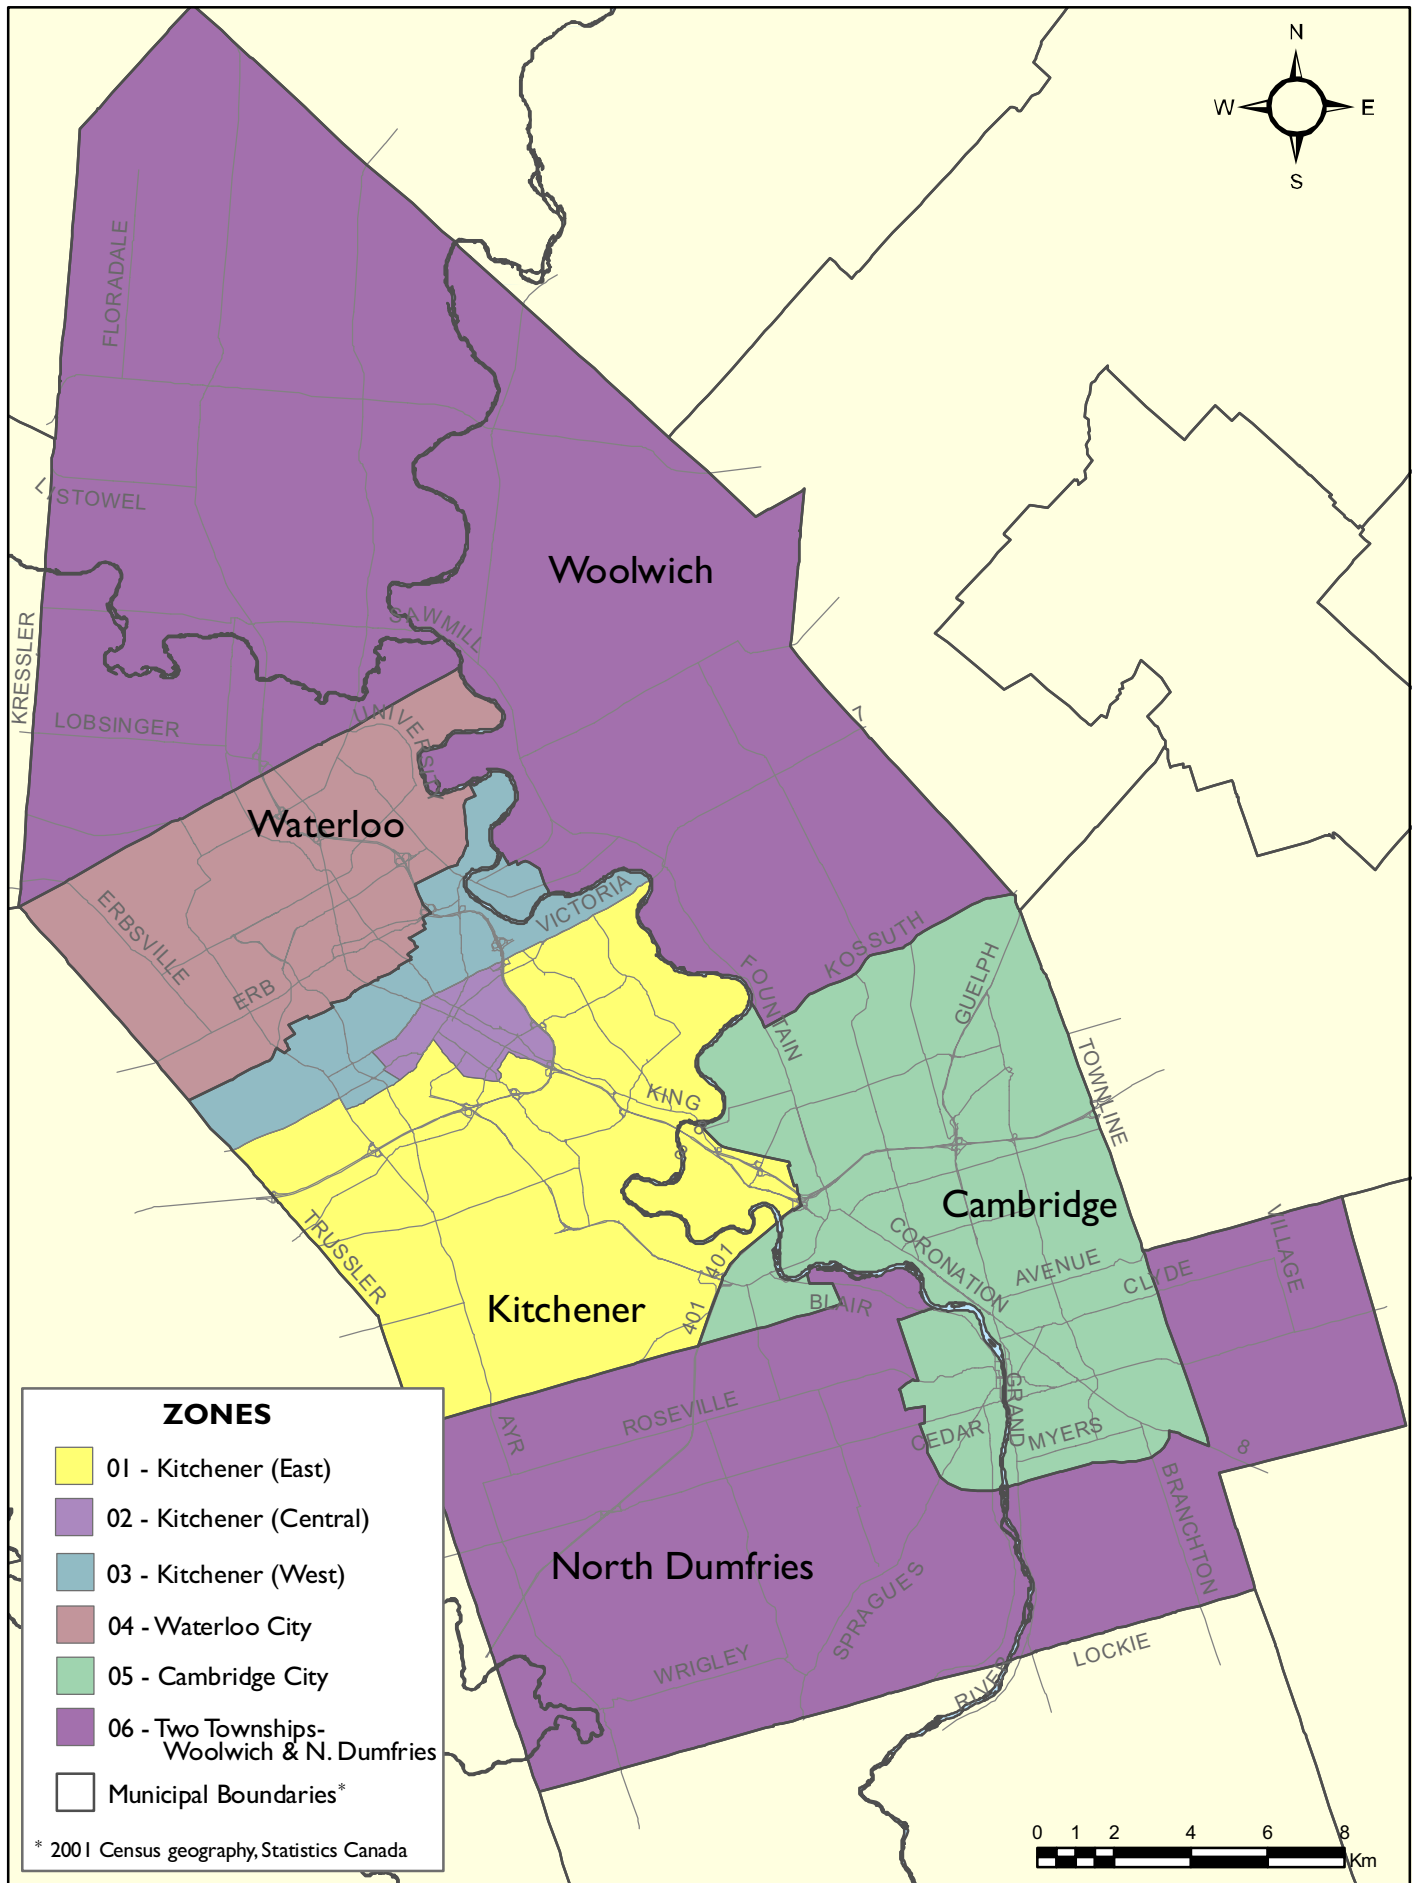 N
W E
S
FLORADALE
LISTOWEL
Woolwich
SAWMILL
KRESSLER
LOBSINGER
UNIVERSITY
7
Waterloo
ERBSVILLE
VICTORIA
ERB
FOUNTAIN
KOSSUTH
GUELPH
TOWNLINE
KING
Cambridge
TRUSSLER
401
401
CORONATION
AVENUE
CLYDE
VILLAGE
Kitchener
BLAIR
ROSEVILLE
AYR
GRAND
CEDAR
MYERS
8
BRANCHTON
North Dumfries
SPRAGUES
WRIGLEY
LOCKIE
RIVER
ZONES
01 - Kitchener (East)
02 - Kitchener (Central)
03 - Kitchener (West)
04 - Waterloo City
05 - Cambridge City
06 - Two Townships-
Woolwich & N. Dumfries
Municipal Boundaries*
* 2001 Census geography, Statistics Canada
0 1 2 4 6 8
Km